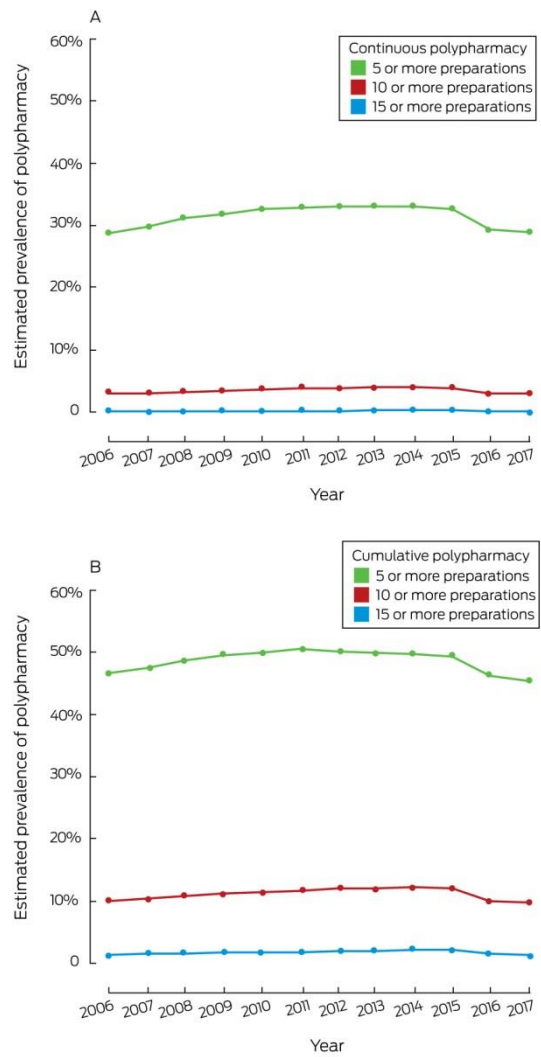 A
Continuous polypharmacy
5 or more preparations
10 or more preparations
15 or more preparations
Estimated prevalence of polypharmacy
60%
50%
40%
30%
20%
10%
0
2006 2007 2008 2009 2010 2011 2012 2013 2014 2015 2016 2017
Year
B
Cumulative polypharmacy
5 or more preparations
10 or more preparations
15 or more preparations
Estimated prevalence of polypharmacy
60%
50%
40%
30%
20%
10%
0
2006 2007 2008 2009 2010 2011 2012 2013 2014 2015 2016 2017
Year